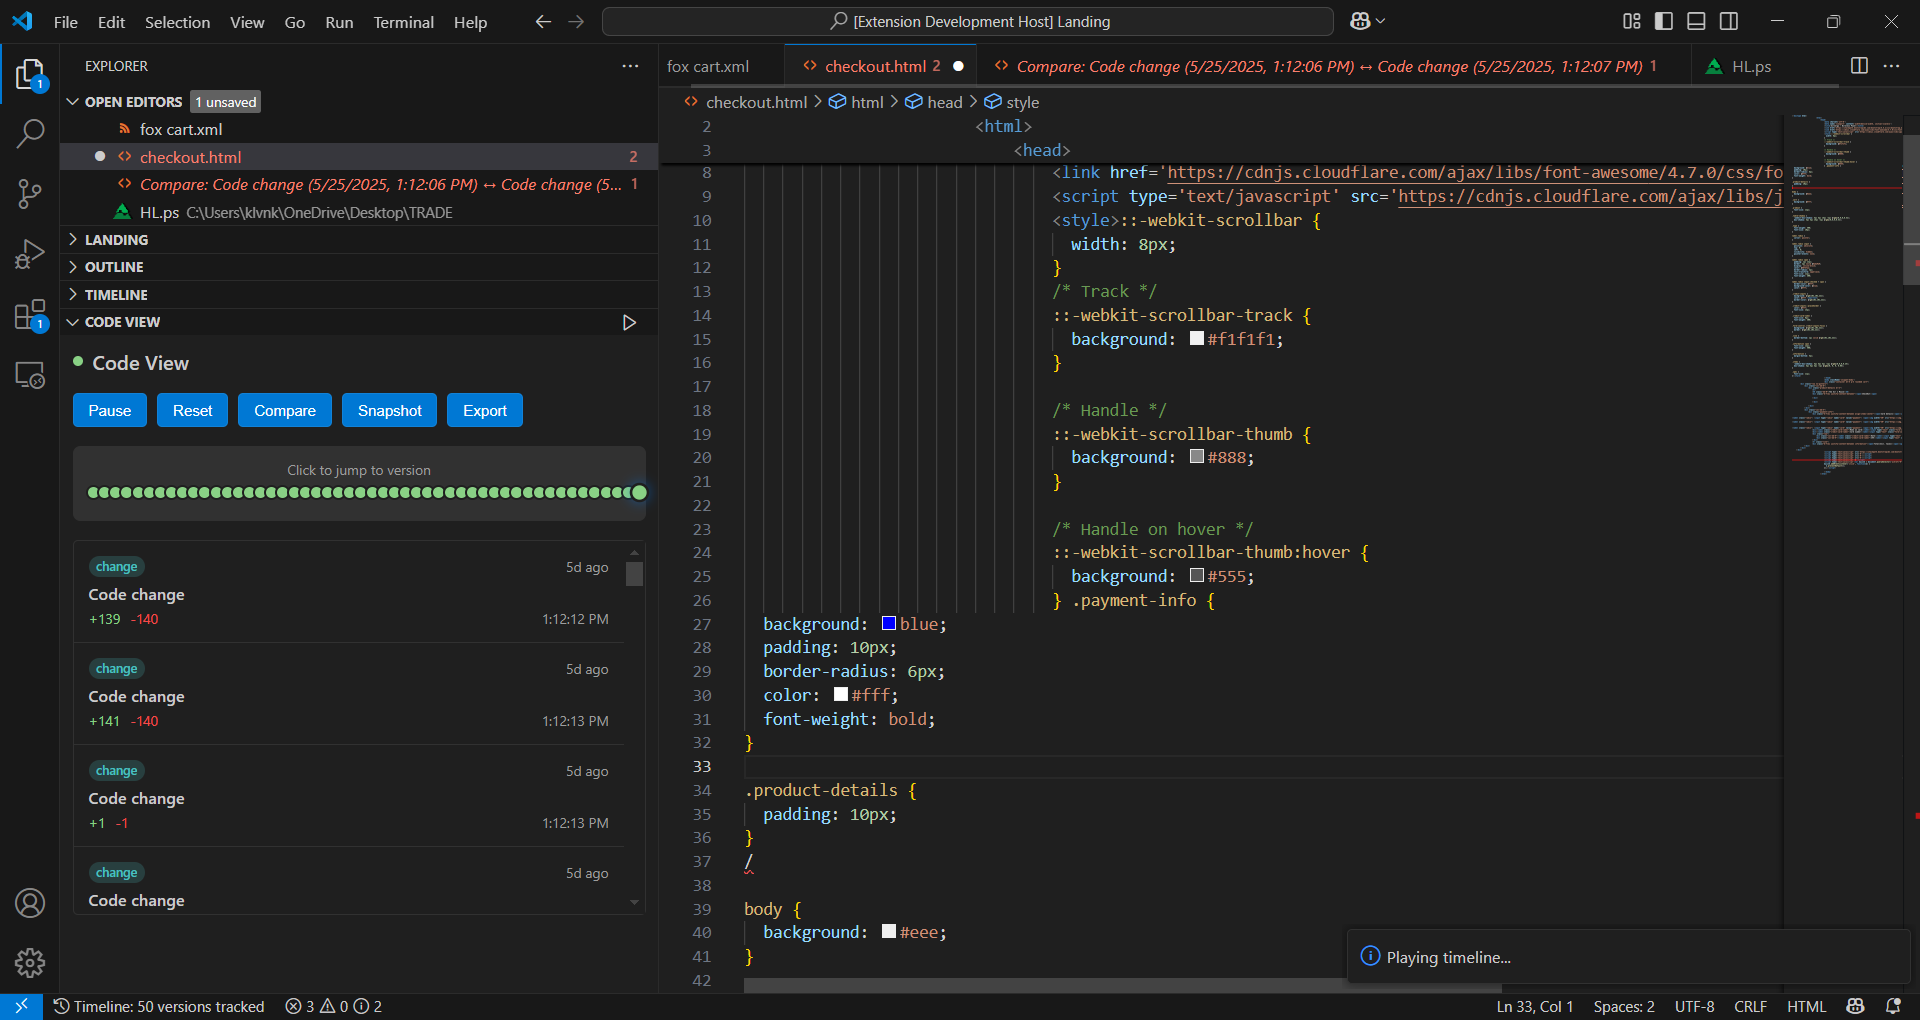 File Edit Selection View Go Run Terminal Help
[Extension Development Host] Landing
EXPLORER
OPEN EDITORS 1 unsaved
fox cart.xml
checkout.html 2
Compare: Code change (5/25/2025, 1:12:06 PM) ↔ Code change (5... 1
HL.ps C:\Users\klvnk\OneDrive\Desktop\TRADE
LANDING
OUTLINE
TIMELINE
CODE VIEW
Code View
Pause Reset Compare Snapshot Export
Click to jump to version
change 5d ago
Code change
+139 -140 1:12:12 PM
change 5d ago
Code change
+141 -140 1:12:13 PM
change 5d ago
Code change
+1 -1 1:12:13 PM
change 5d ago
Code change
1
1
fox cart.xml checkout.html 2 Compare: Code change (5/25/2025, 1:12:06 PM) ↔ Code change (5/25/2025, 1:12:07 PM) 1 HL.ps
checkout.html > html > head > style
2 <html>
3 <head>
8 <link href='https://cdnjs.cloudflare.com/ajax/libs/font-awesome/4.7.0/css/fo
9 <script type='text/javascript' src='https://cdnjs.cloudflare.com/ajax/libs/j
10 <style>::-webkit-scrollbar {
11 width: 8px;
12 }
13 /* Track */
14 ::-webkit-scrollbar-track {
15 background: #f1f1f1;
16 }
17
18 /* Handle */
19 ::-webkit-scrollbar-thumb {
20 background: #888;
21 }
22
23 /* Handle on hover */
24 ::-webkit-scrollbar-thumb:hover {
25 background: #555;
26 } .payment-info {
27 background: blue;
28 padding: 10px;
29 border-radius: 6px;
30 color: #fff;
31 font-weight: bold;
32 }
33
34 .product-details {
35 padding: 10px;
36 }
37 /
38
39 body {
40 background: #eee;
41 }
42
Playing timeline...
Timeline: 50 versions tracked 3 0 2
Ln 33, Col 1 Spaces: 2 UTF-8 CRLF HTML